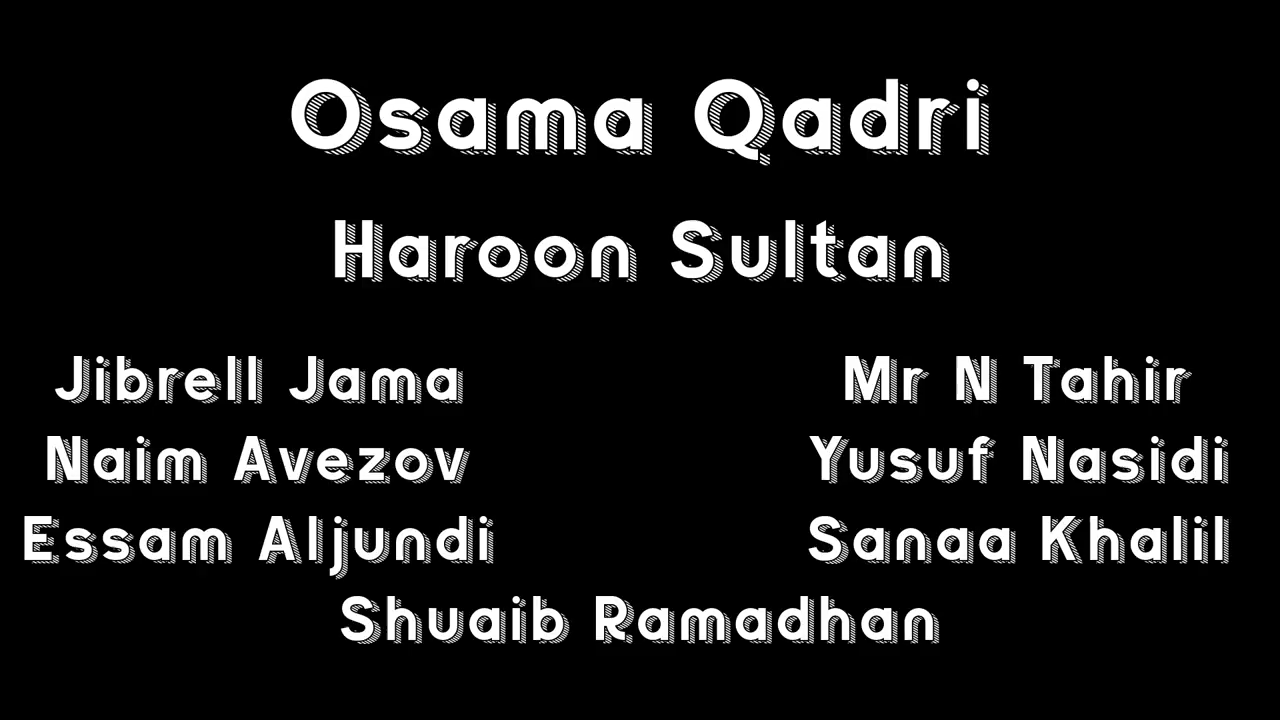 Osama Qadri
Haroon Sultan
Jibrell Jama
Mr N Tahir
Naim Avezov
Yusuf Nasidi
Essam Aljundi
Sanaa Khalil
Shuaib Ramadhan